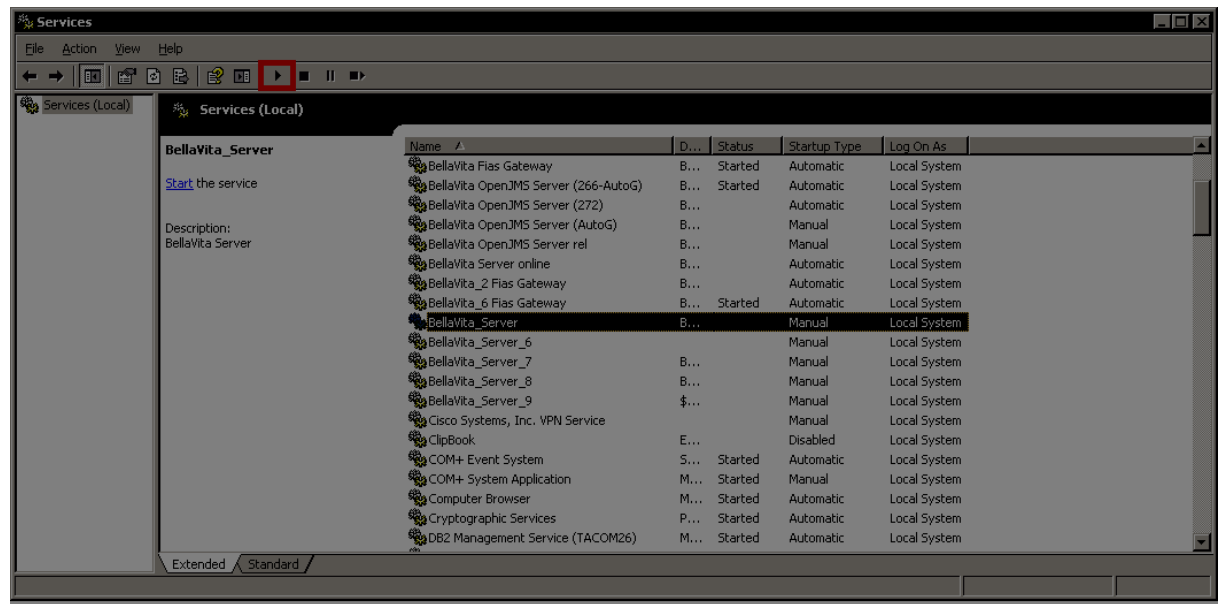 Services
File Action View Help
Services (Local)
Services (Local)
BellaVita_Server
Start the service
Description:
BellaVita Server
Name D... Status Startup Type Log On As
BellaVita Fias Gateway B... Started Automatic Local System
BellaVita OpenJMS Server (266-AutoG) B... Started Automatic Local System
BellaVita OpenJMS Server (272) B... Automatic Local System
BellaVita OpenJMS Server (AutoG) B... Manual Local System
BellaVita OpenJMS Server rel B... Manual Local System
BellaVita Server online B... Automatic Local System
BellaVita_2 Fias Gateway B... Automatic Local System
BellaVita_6 Fias Gateway B... Started Automatic Local System
BellaVita_Server B... Manual Local System
BellaVita_Server_6 Manual Local System
BellaVita_Server_7 B... Manual Local System
BellaVita_Server_8 B... Manual Local System
BellaVita_Server_9 $... Manual Local System
Cisco Systems, Inc. VPN Service Manual Local System
ClipBook E... Disabled Local System
COM+ Event System S... Started Automatic Local System
COM+ System Application M... Started Manual Local System
Computer Browser M... Started Automatic Local System
Cryptographic Services P... Started Automatic Local System
DB2 Management Service (TACOM26) M... Started Automatic Local System
Extended Standard